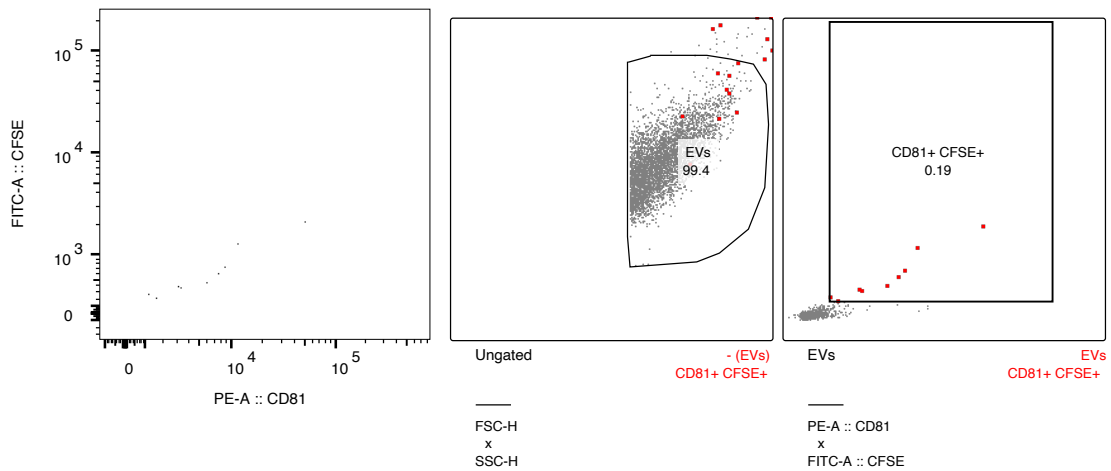 FITC-A :: CFSE
10^5
10^4
10^3
0
0
10^4
10^5
PE-A :: CD81
EVs
99.4
Ungated
- (EVs)
CD81+ CFSE+
FSC-H
x
SSC-H
CD81+ CFSE+
0.19
EVs
EVs
CD81+ CFSE+
PE-A :: CD81
x
FITC-A :: CFSE